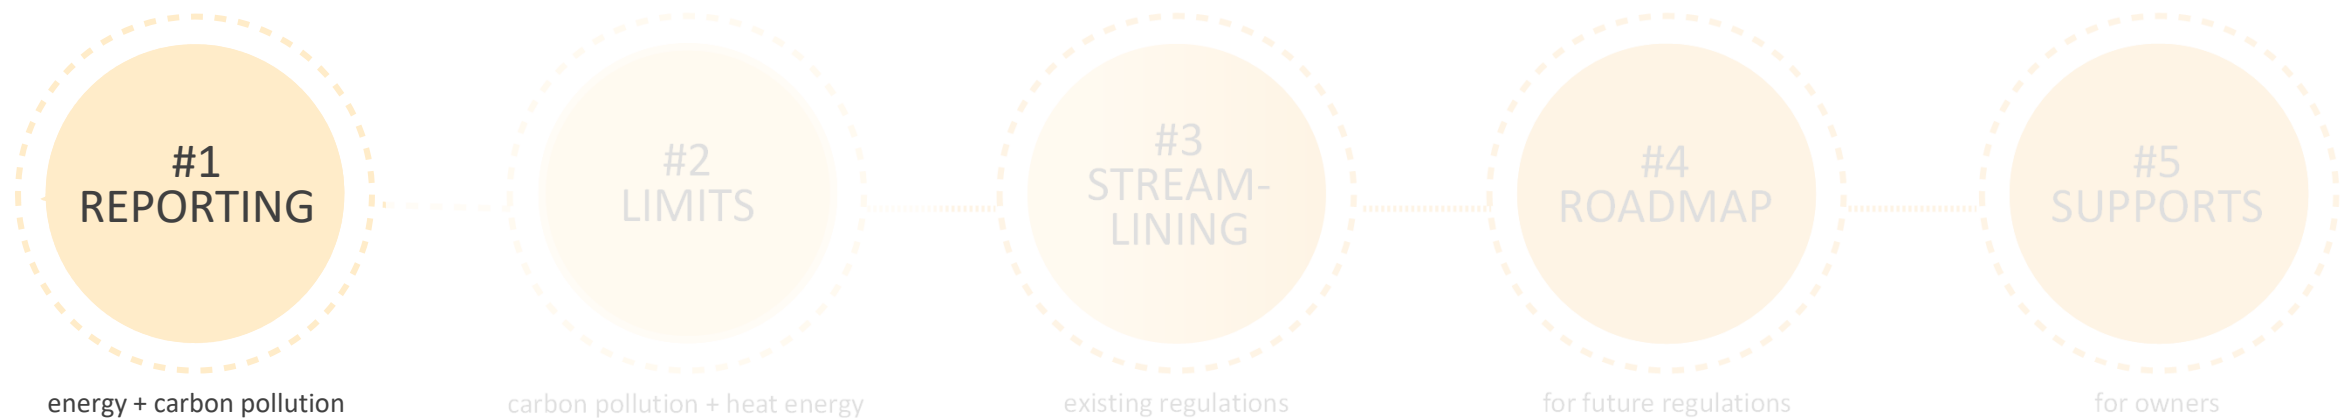 #1
REPORTING
energy + carbon pollution
#2
LIMITS
carbon pollution + heat energy
#3
STREAM-
LINING
existing regulations
#4
ROADMAP
for future regulations
#5
SUPPORTS
for owners